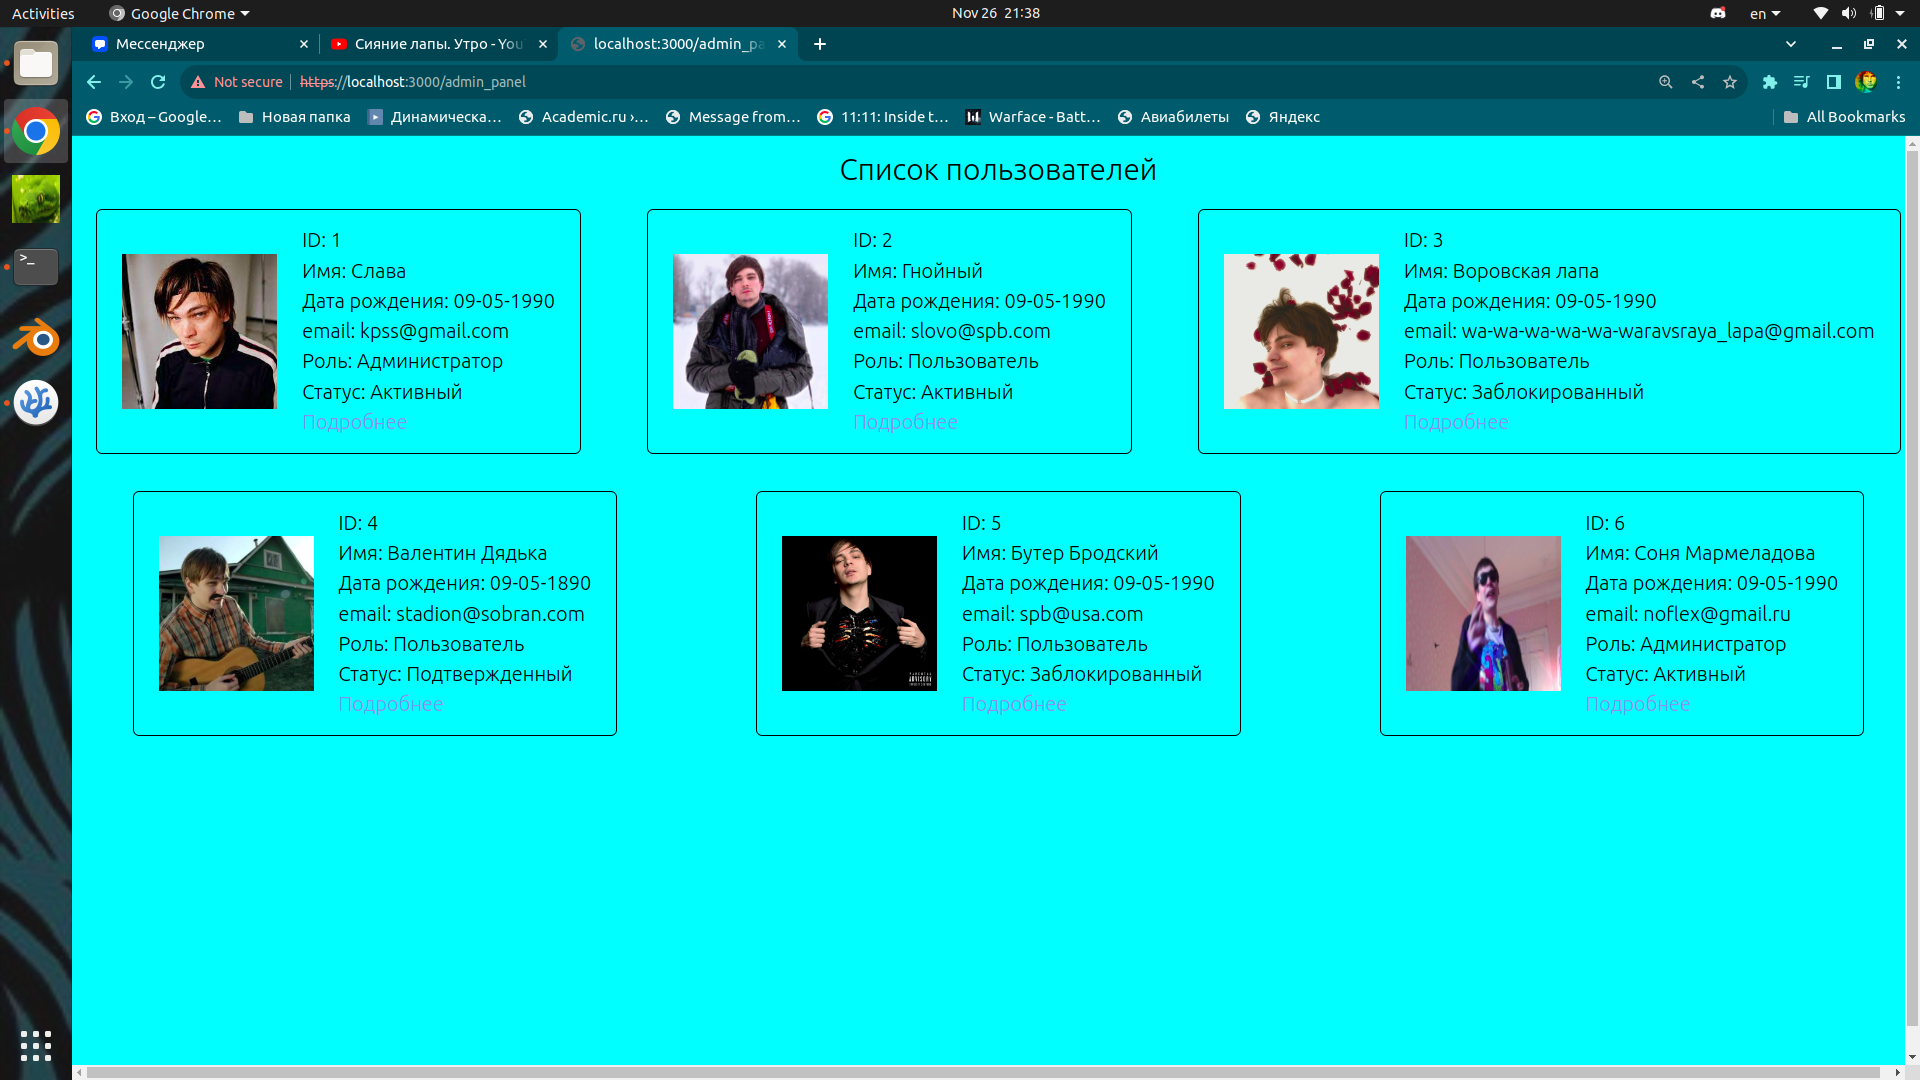 Activities
Google Chrome
Nov 26 21:38
en
Мессенджер
Сияние лапы. Утро - You
localhost:3000/admin_pa
Not secure
https://localhost:3000/admin_panel
Вход – Google…
Новая папка
Динамическа…
Academic.ru ›…
Message from…
11:11: Inside t…
Warface - Batt…
Авиабилеты
Яндекс
All Bookmarks
Список пользователей
ID: 1
Имя: Слава
Дата рождения: 09-05-1990
email: kpss@gmail.com
Роль: Администратор
Статус: Активный
Подробнее
ID: 2
Имя: Гнойный
Дата рождения: 09-05-1990
email: slovo@spb.com
Роль: Пользователь
Статус: Активный
Подробнее
ID: 3
Имя: Воровская лапа
Дата рождения: 09-05-1990
email: wa-wa-wa-wa-wa-waravsraya_lapa@gmail.com
Роль: Пользователь
Статус: Заблокированный
Подробнее
ID: 4
Имя: Валентин Дядька
Дата рождения: 09-05-1890
email: stadion@sobran.com
Роль: Пользователь
Статус: Подтвержденный
Подробнее
ID: 5
Имя: Бутер Бродский
Дата рождения: 09-05-1990
email: spb@usa.com
Роль: Пользователь
Статус: Заблокированный
Подробнее
ID: 6
Имя: Соня Мармеладова
Дата рождения: 09-05-1990
email: noflex@gmail.ru
Роль: Администратор
Статус: Активный
Подробнее